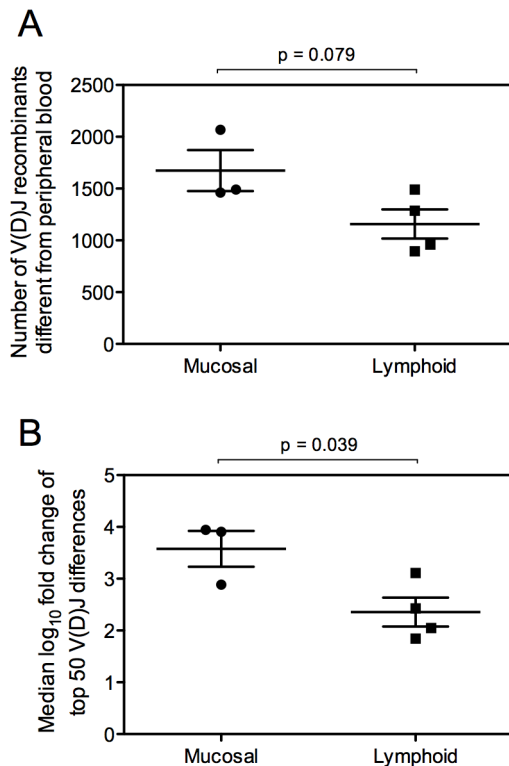 A
p = 0.079
Number of V(D)J recombinants
different from peripheral blood
2500
2000
1500
1000
500
0
Mucosal
Lymphoid
B
p = 0.039
Median log₁₀ fold change of
top 50 V(D)J differences
5
4
3
2
1
0
Mucosal
Lymphoid